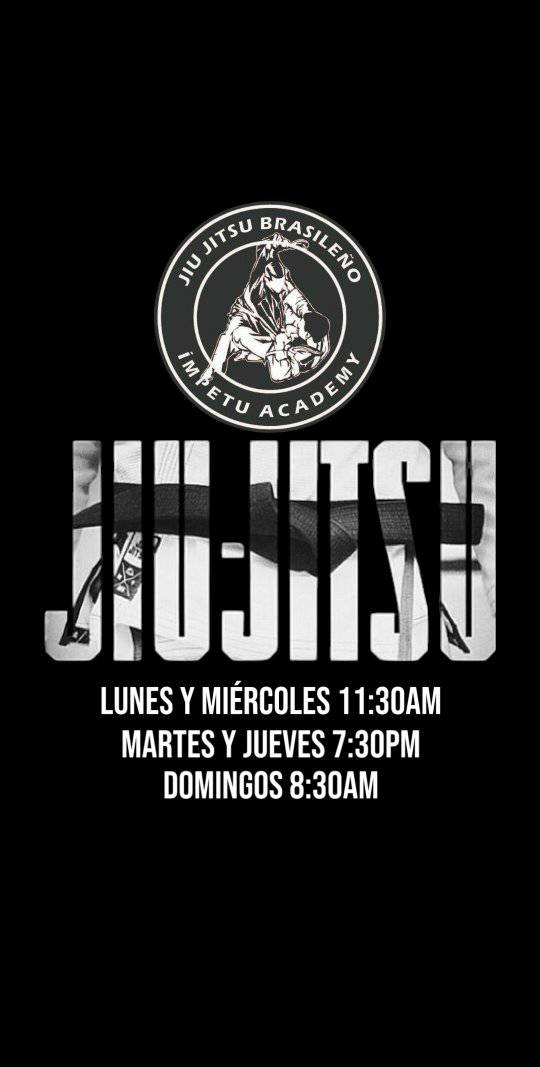 JIU JITSU BRASILEÑO
ÍMPETU ACADEMY
JIU-JITSU
LUNES Y MIÉRCOLES 11:30AM
MARTES Y JUEVES 7:30PM
DOMINGOS 8:30AM